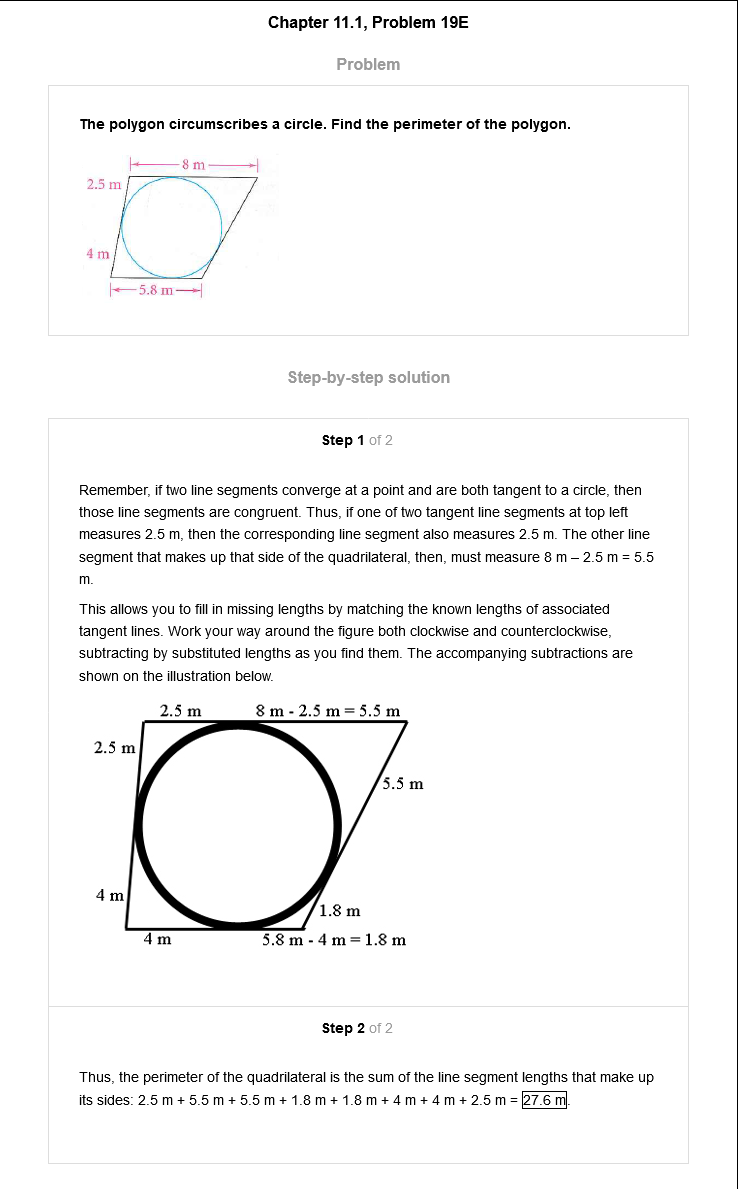 Chapter 11.1, Problem 19E
Problem
The polygon circumscribes a circle. Find the perimeter of the polygon.
8 m
2.5 m
4 m
5.8 m
Step-by-step solution
Step 1 of 2
Remember, if two line segments converge at a point and are both tangent to a circle, then
those line segments are congruent. Thus, if one of two tangent line segments at top left
measures 2.5 m, then the corresponding line segment also measures 2.5 m. The other line
segment that makes up that side of the quadrilateral, then, must measure 8 m – 2.5 m = 5.5
m.
This allows you to fill in missing lengths by matching the known lengths of associated
tangent lines. Work your way around the figure both clockwise and counterclockwise,
subtracting by substituted lengths as you find them. The accompanying subtractions are
shown on the illustration below.
2.5 m 8 m - 2.5 m = 5.5 m
2.5 m
5.5 m
4 m
1.8 m
4 m 5.8 m - 4 m = 1.8 m
Step 2 of 2
Thus, the perimeter of the quadrilateral is the sum of the line segment lengths that make up
its sides: 2.5 m + 5.5 m + 5.5 m + 1.8 m + 1.8 m + 4 m + 4 m + 2.5 m = 27.6 m.